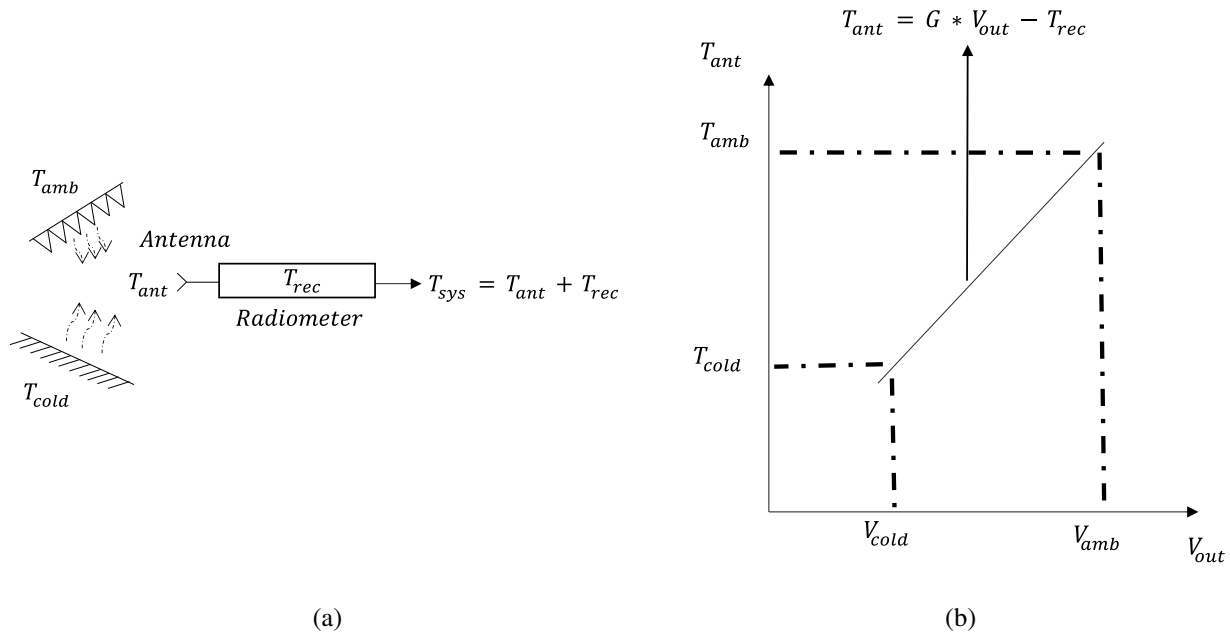 T_amb
Antenna
T_ant
T_rec
T_sys = T_ant + T_rec
Radiometer
T_cold
(a)
T_ant = G * V_out − T_rec
T_ant
T_amb
T_cold
V_cold
V_amb
V_out
(b)